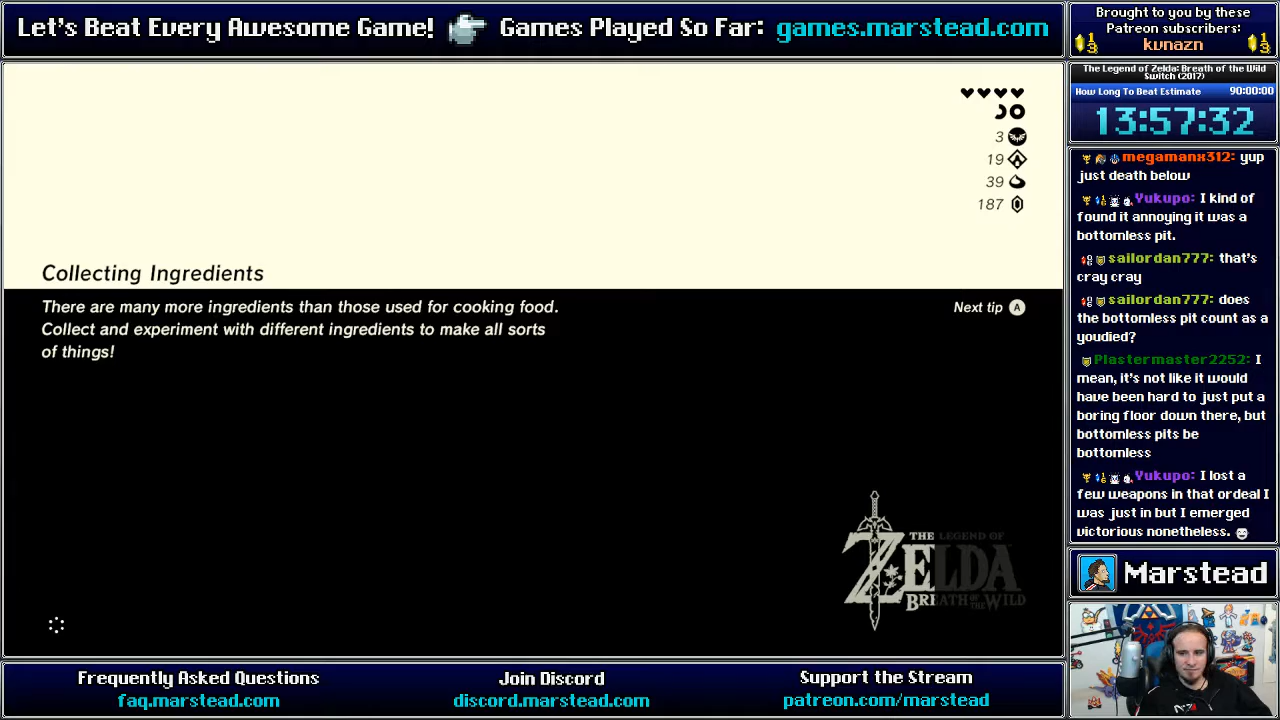 Let's Beat Every Awesome Game!
Games Played So Far: games.marstead.com
Brought to you by these
Patreon subscribers:
kvnazn
The Legend of Zelda: Breath of the Wild
Switch (2017)
How Long To Beat Estimate 90:00:00
13:57:32
3
19
39
187
Collecting Ingredients
There are many more ingredients than those used for cooking food.
Collect and experiment with different ingredients to make all sorts
of things!
Next tip A
THE LEGEND OF
ZELDA
BREATH OF THE WILD
megamanx312: yup
just death below
Yukupo: I kind of
found it annoying it was a
bottomless pit.
sailordan777: that's
cray cray
sailordan777: does
the bottomless pit count as a
youdied?
Plastermaster2252: I
mean, it's not like it would
have been hard to just put a
boring floor down there, but
bottomless pits be
bottomless
Yukupo: I lost a
few weapons in that ordeal I
was just in but I emerged
victorious nonetheless.
Marstead
Frequently Asked Questions
faq.marstead.com
Join Discord
discord.marstead.com
Support the Stream
patreon.com/marstead